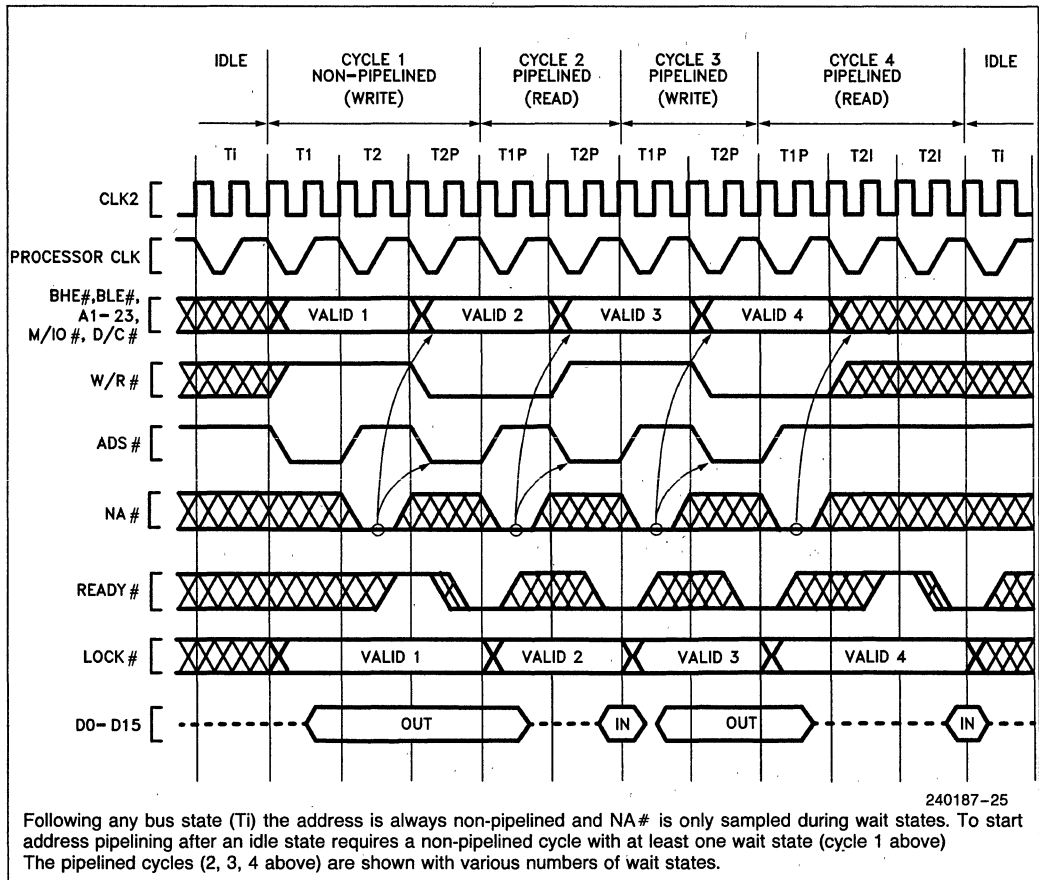 IDLE
CYCLE 1
NON-PIPELINED
(WRITE)
CYCLE 2
PIPELINED
(READ)
CYCLE 3
PIPELINED
(WRITE)
CYCLE 4
PIPELINED
(READ)
IDLE
Ti T1 T2 T2P T1P T2P T1P T2P T1P T2I T2I Ti
CLK2
PROCESSOR CLK
BHE#,BLE#,
A1-23,
M/IO#, D/C#
VALID 1 VALID 2 VALID 3 VALID 4
W/R#
ADS#
NA#
READY#
LOCK# VALID 1 VALID 2 VALID 3 VALID 4
D0-D15 OUT IN OUT IN
240187-25
Following any bus state (Ti) the address is always non-pipelined and NA# is only sampled during wait states. To start
address pipelining after an idle state requires a non-pipelined cycle with at least one wait state (cycle 1 above)
The pipelined cycles (2, 3, 4 above) are shown with various numbers of wait states.